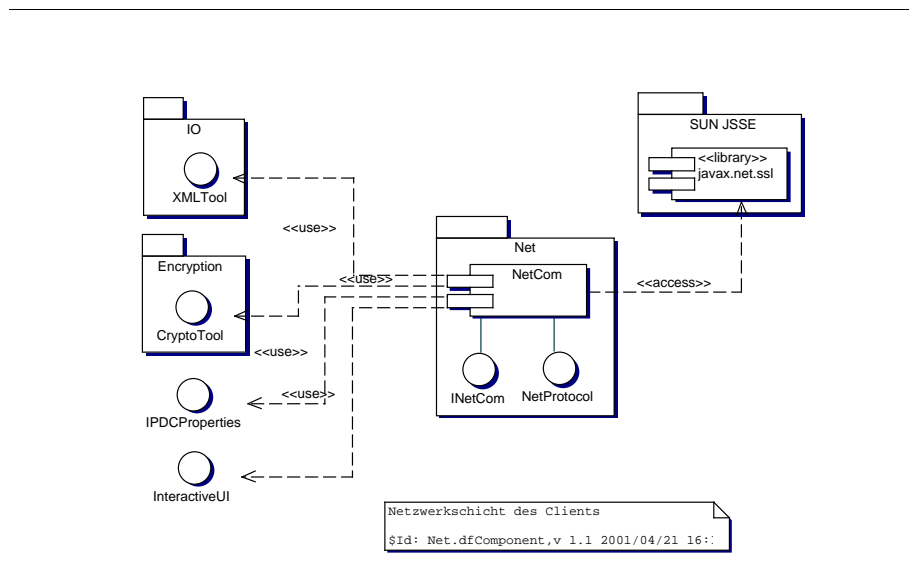 IO
XMLTool
SUN JSSE
<<library>>
javax.net.ssl
<<use>>
Net
Encryption
<<use>>
NetCom
<<access>>
CryptoTool
<<use>>
<<use>>
INetCom
NetProtocol
IPDCProperties
InteractiveUI
Netzwerkschicht des Clients
$Id: Net.dfComponent,v 1.1 2001/04/21 16: